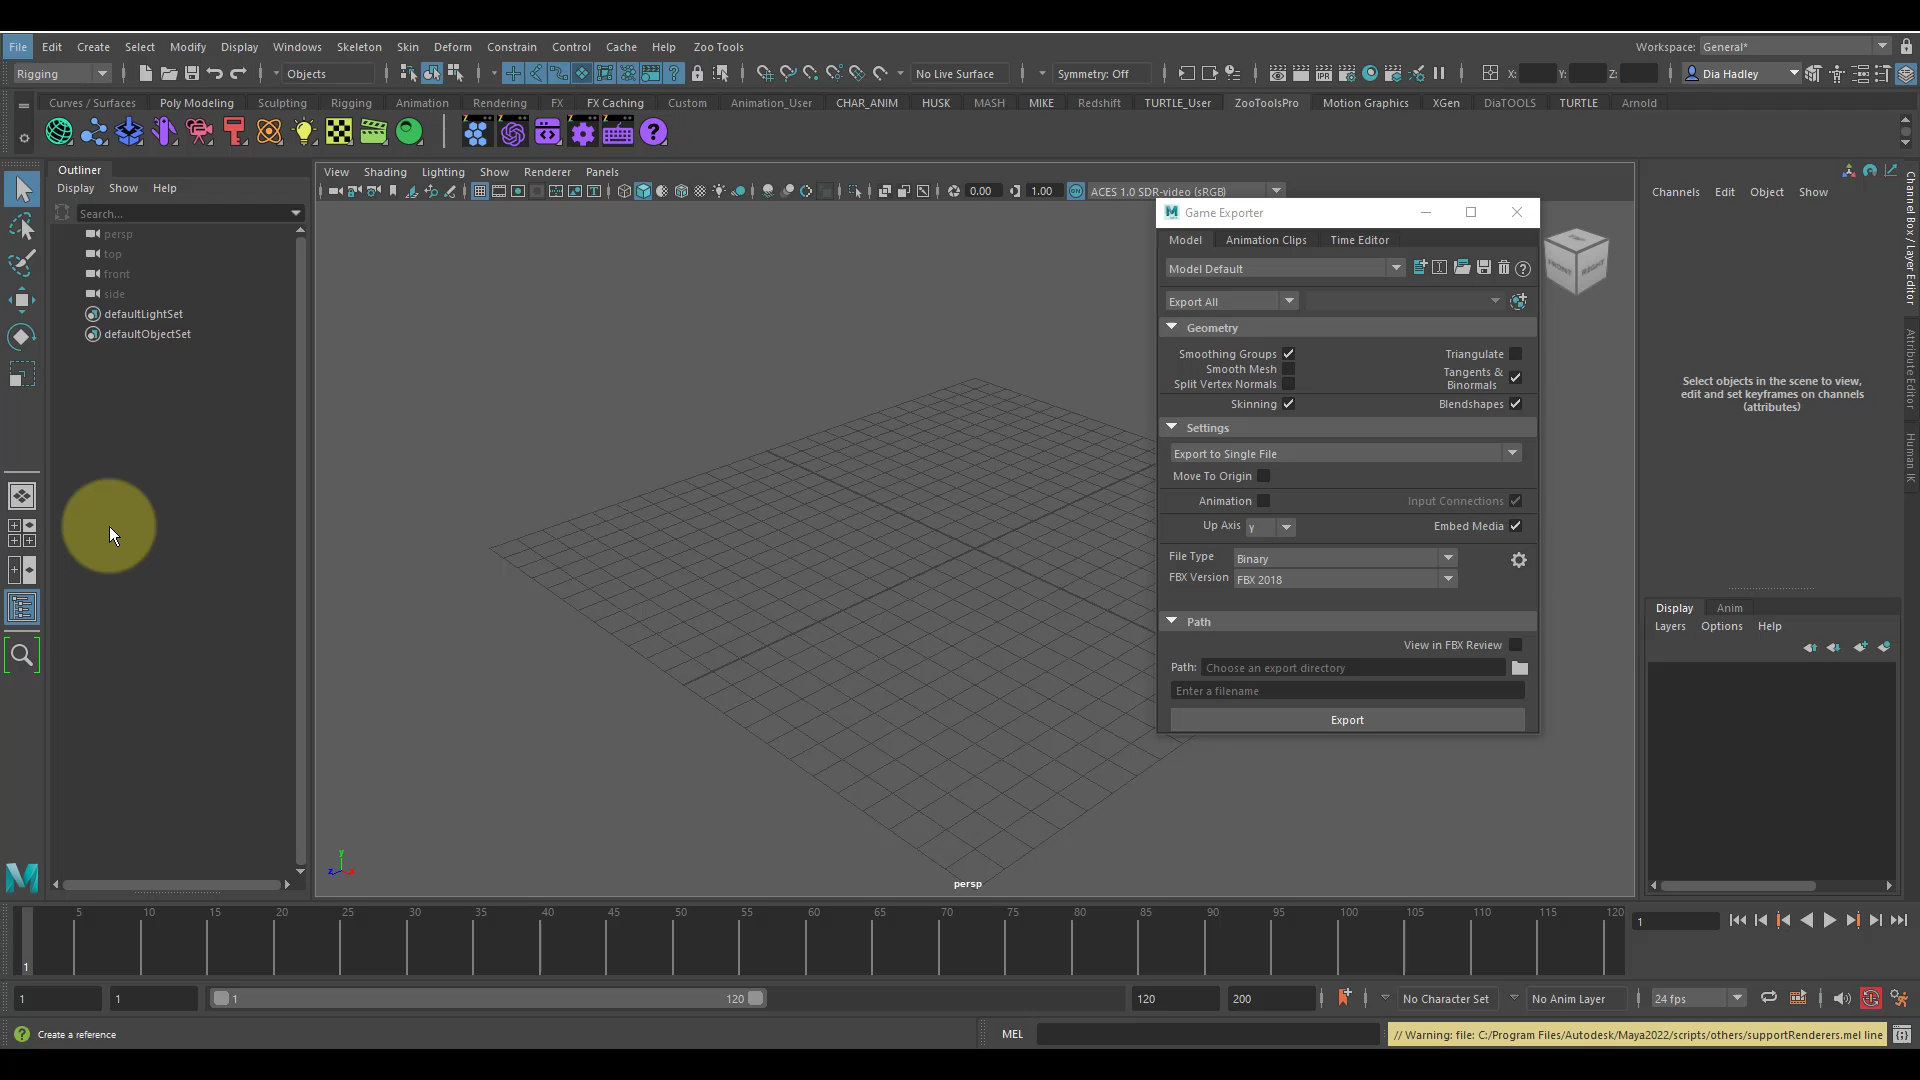 File Edit Create Select Modify Display Windows Skeleton Skin Deform Constrain Control Cache Help Zoo Tools Workspace: General*
Rigging Objects No Live Surface Symmetry: Off X: Y: Z: Dia Hadley
Curves / Surfaces Poly Modeling Sculpting Rigging Animation Rendering FX FX Caching Custom Animation_User CHAR_ANIM HUSK MASH MIKE Redshift TURTLE_User ZooToolsPro Motion Graphics XGen DiaTOOLS TURTLE Arnold
Outliner
Display Show Help
Search...
persp
top
front
side
defaultLightSet
defaultObjectSet
View Shading Lighting Show Renderer Panels
0.00 1.00 ACES 1.0 SDR-video (sRGB)
FRONT RIGHT
persp
Game Exporter
Model Animation Clips Time Editor
Model Default
Export All
Geometry
Smoothing Groups Triangulate
Smooth Mesh Tangents &
Split Vertex Normals Binormals
Skinning Blendshapes
Settings
Export to Single File
Move To Origin
Animation Input Connections
Up Axis y Embed Media
File Type Binary
FBX Version FBX 2018
Path
View in FBX Review
Path: Choose an export directory
Enter a filename
Export
Channels Edit Object Show
Select objects in the scene to view,
edit and set keyframes on channels
(attributes)
Display Anim
Layers Options Help
Channel Box / Layer Editor
Attribute Editor
Human IK
y
z
5 10 15 20 25 30 35 40 45 50 55 60 65 70 75 80 85 90 95 100 105 110 115 120
1
1
1 1 1 120 120 200 No Character Set No Anim Layer 24 fps
Create a reference MEL // Warning: file: C:/Program Files/Autodesk/Maya2022/scripts/others/supportRenderers.mel line